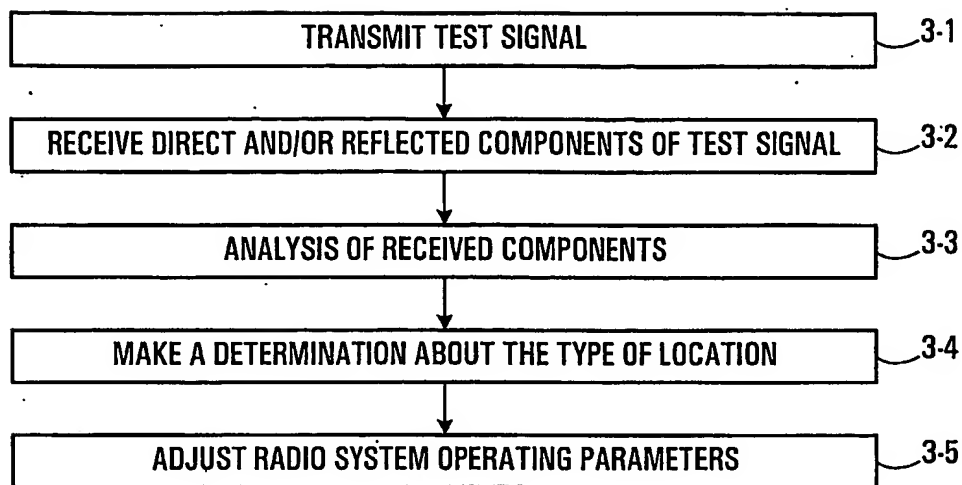 TRANSMIT TEST SIGNAL 3-1
RECEIVE DIRECT AND/OR REFLECTED COMPONENTS OF TEST SIGNAL 3-2
ANALYSIS OF RECEIVED COMPONENTS 3-3
MAKE A DETERMINATION ABOUT THE TYPE OF LOCATION 3-4
ADJUST RADIO SYSTEM OPERATING PARAMETERS 3-5